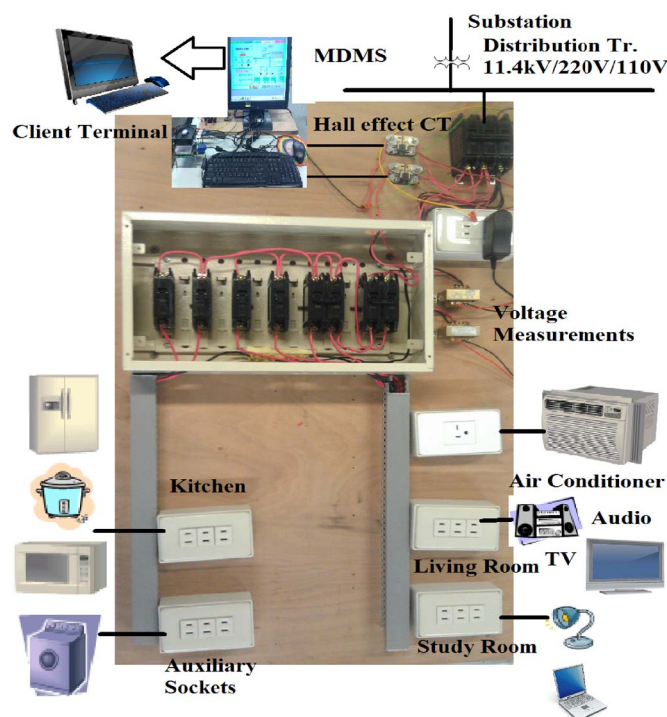 Substation
Distribution Tr.
11.4kV/220V/110V
MDMS
Client Terminal
Hall effect CT
Voltage
Measurements
Air Conditioner
Kitchen
Audio
TV
Living Room
Auxiliary
Sockets
Study Room